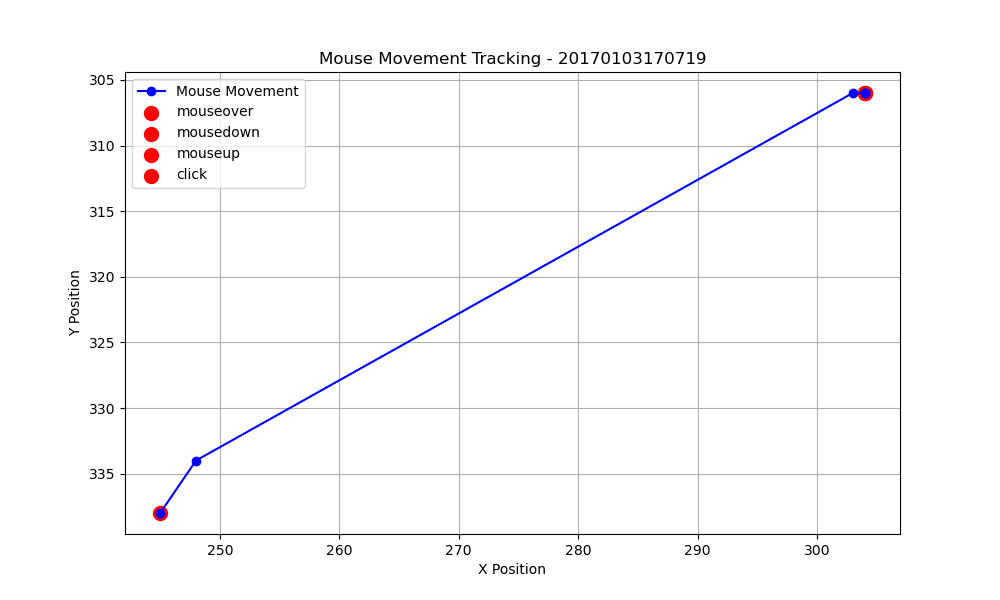 Mouse Movement Tracking - 20170103170719
Mouse Movement
mouseover
mousedown
mouseup
click
305
310
315
320
325
330
335
Y Position
250
260
270
280
290
300
X Position